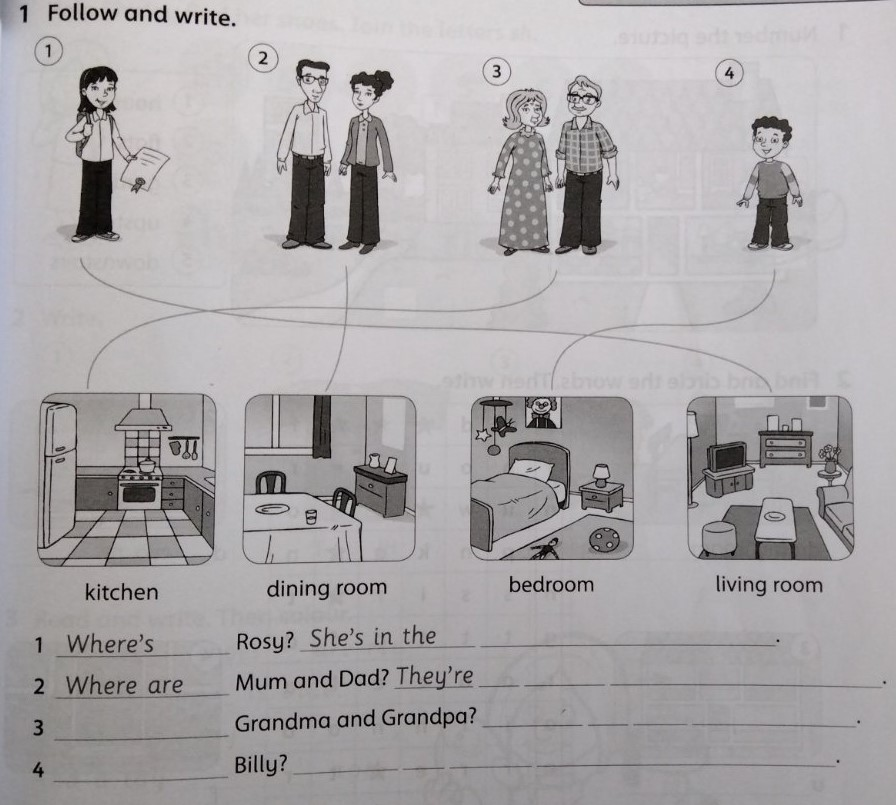 1 Follow and write.
1 2 3 4
kitchen dining room bedroom living room
1 Where's Rosy? She's in the
2 Where are Mum and Dad? They're
3 Grandma and Grandpa?
4 Billy?